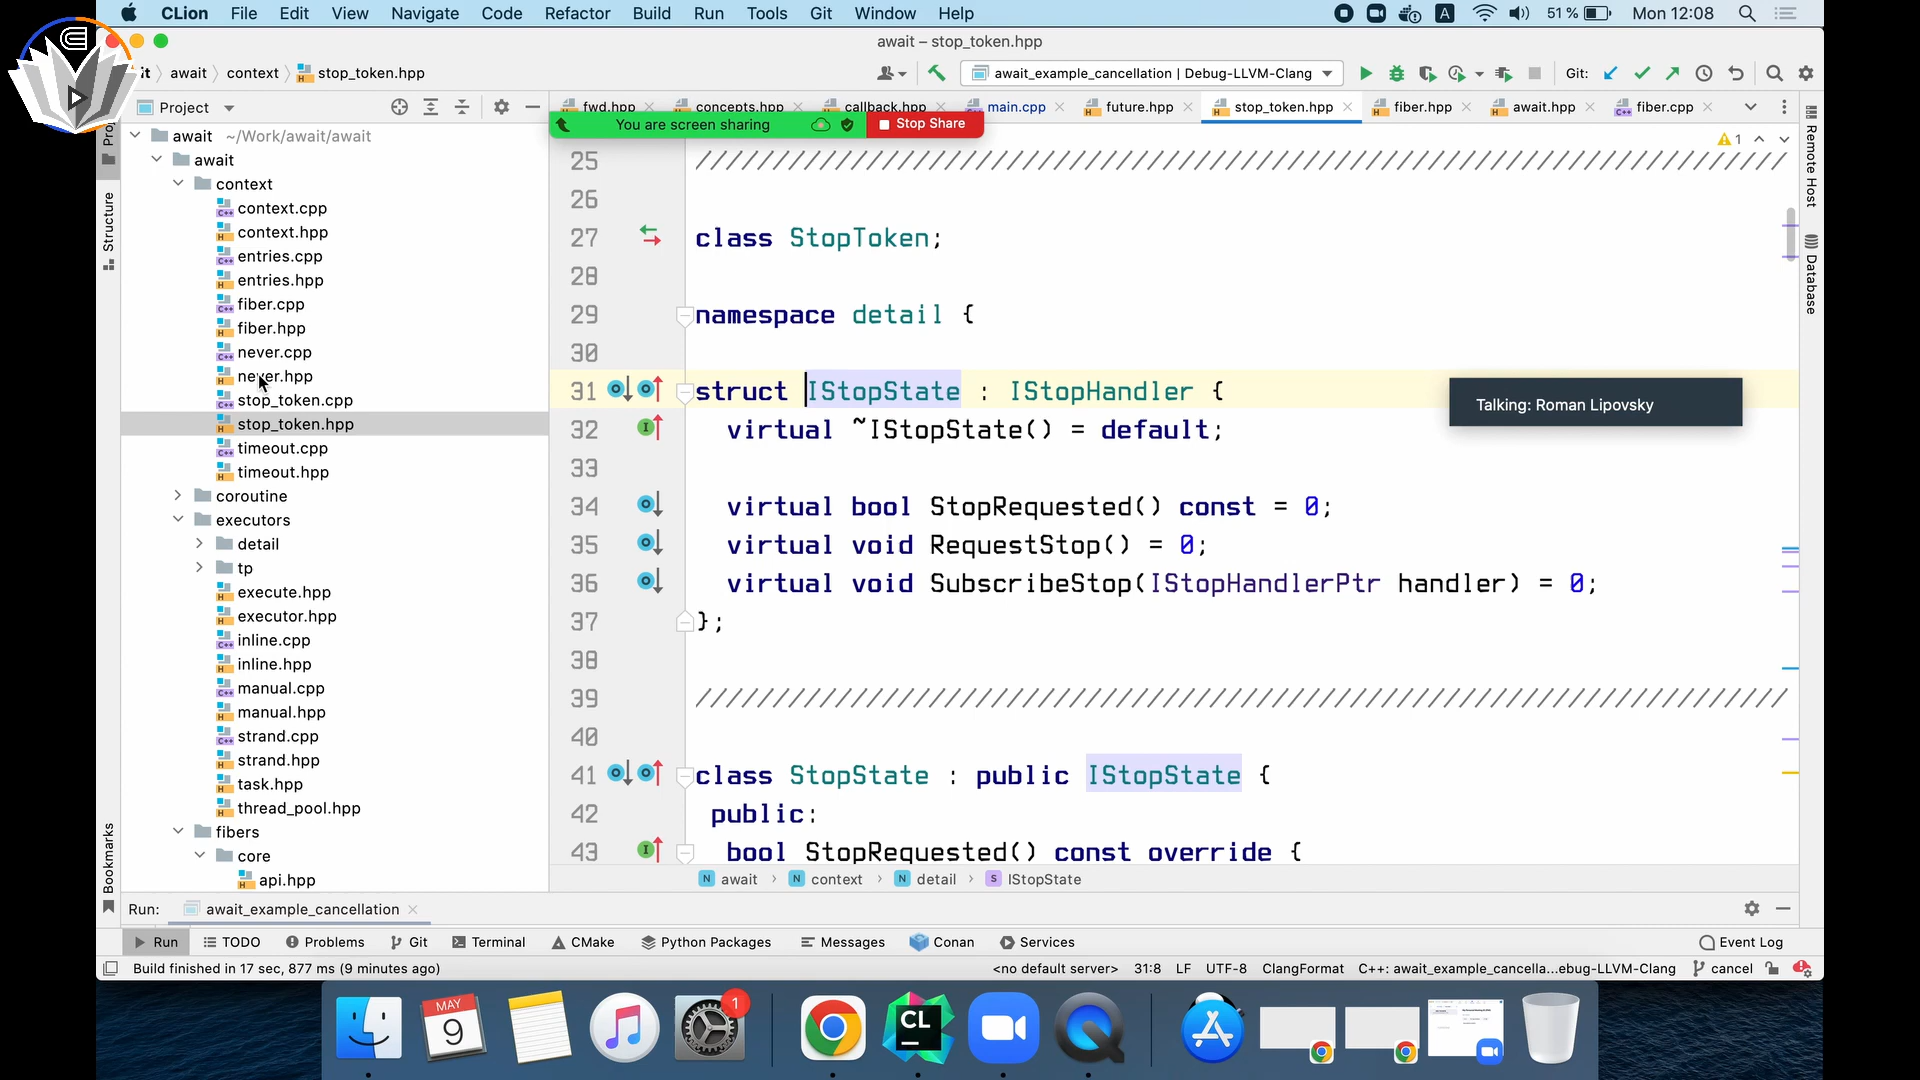 CLion File Edit View Navigate Code Refactor Build Run Tools Git Window Help A 51 % Mon 12:08
await – stop_token.hpp
it await context stop_token.hpp await_example_cancellation | Debug-LLVM-Clang Git:
Project fwd.hpp concepts.hpp callback.hpp main.cpp future.hpp stop_token.hpp fiber.hpp await.hpp fiber.cpp
You are screen sharing Stop Share
await ~/Work/await/await
await
context
context.cpp
context.hpp
entries.cpp
entries.hpp
fiber.cpp
fiber.hpp
never.cpp
never.hpp
stop_token.cpp
stop_token.hpp
timeout.cpp
timeout.hpp
coroutine
executors
detail
tp
execute.hpp
executor.hpp
inline.cpp
inline.hpp
manual.cpp
manual.hpp
strand.cpp
strand.hpp
task.hpp
thread_pool.hpp
fibers
core
api.hpp
Structure
Bookmarks
1
25 //////////////////////////////////////////////////////////////////////
26
27 class StopToken;
28
29 namespace detail {
30
31 struct IStopState : IStopHandler {
32 virtual ~IStopState() = default;
33
34 virtual bool StopRequested() const = 0;
35 virtual void RequestStop() = 0;
36 virtual void SubscribeStop(IStopHandlerPtr handler) = 0;
37 };
38
39 //////////////////////////////////////////////////////////////////////
40
41 class StopState : public IStopState {
42 public:
43 bool StopRequested() const override {
Talking: Roman Lipovsky
Remote Host
Database
N await N context N detail S IStopState
Run: await_example_cancellation
Run TODO Problems Git Terminal CMake Python Packages Messages Conan Services Event Log
Build finished in 17 sec, 877 ms (9 minutes ago) <no default server> 31:8 LF UTF-8 ClangFormat C++: await_example_cancella...ebug-LLVM-Clang cancel
MAY
9
1
CL